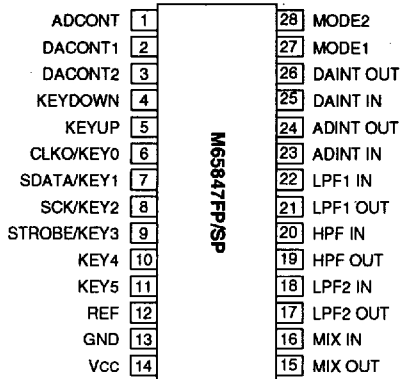 ADCONT 1 28 MODE2
DACONT1 2 27 MODE1
DACONT2 3 26 DAINT OUT
KEYDOWN 4 25 DAINT IN
KEYUP 5 24 ADINT OUT
CLKO/KEY0 6 23 ADINT IN
SDATA/KEY1 7 22 LPF1 IN
SCK/KEY2 8 21 LPF1 OUT
STROBE/KEY3 9 20 HPF IN
KEY4 10 19 HPF OUT
KEY5 11 18 LPF2 IN
REF 12 17 LPF2 OUT
GND 13 16 MIX IN
Vcc 14 15 MIX OUT
M65847FP/SP